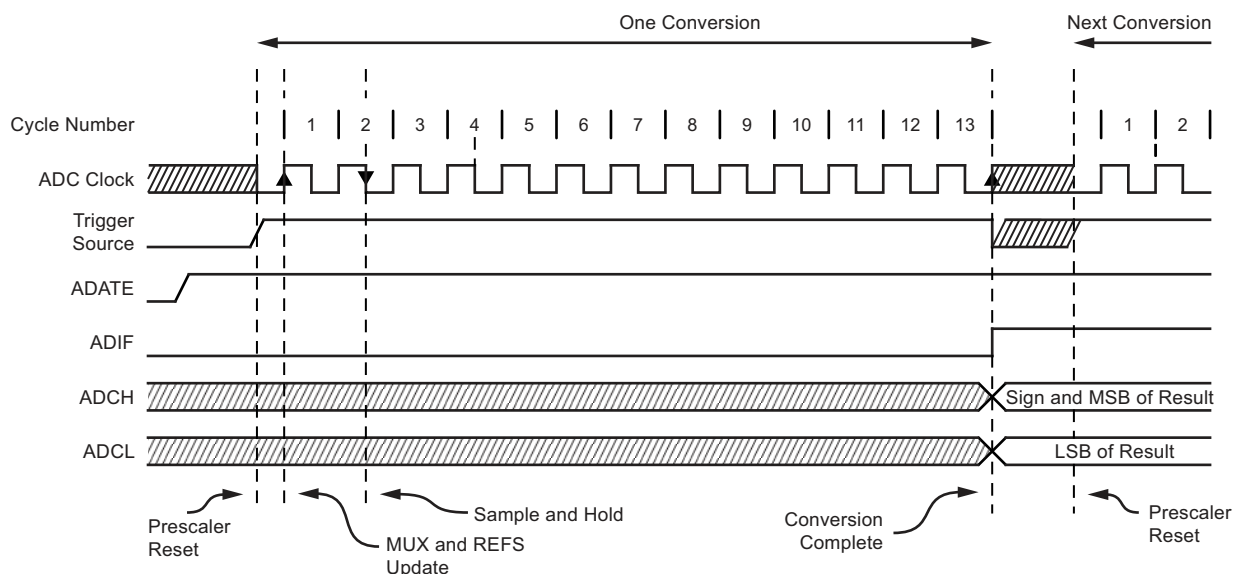 One Conversion
Next Conversion
Cycle Number
1 2 3 4 5 6 7 8 9 10 11 12 13 1 2
ADC Clock
Trigger
Source
ADATE
ADIF
ADCH
Sign and MSB of Result
ADCL
LSB of Result
Prescaler
Reset
MUX and REFS
Update
Sample and Hold
Conversion
Complete
Prescaler
Reset